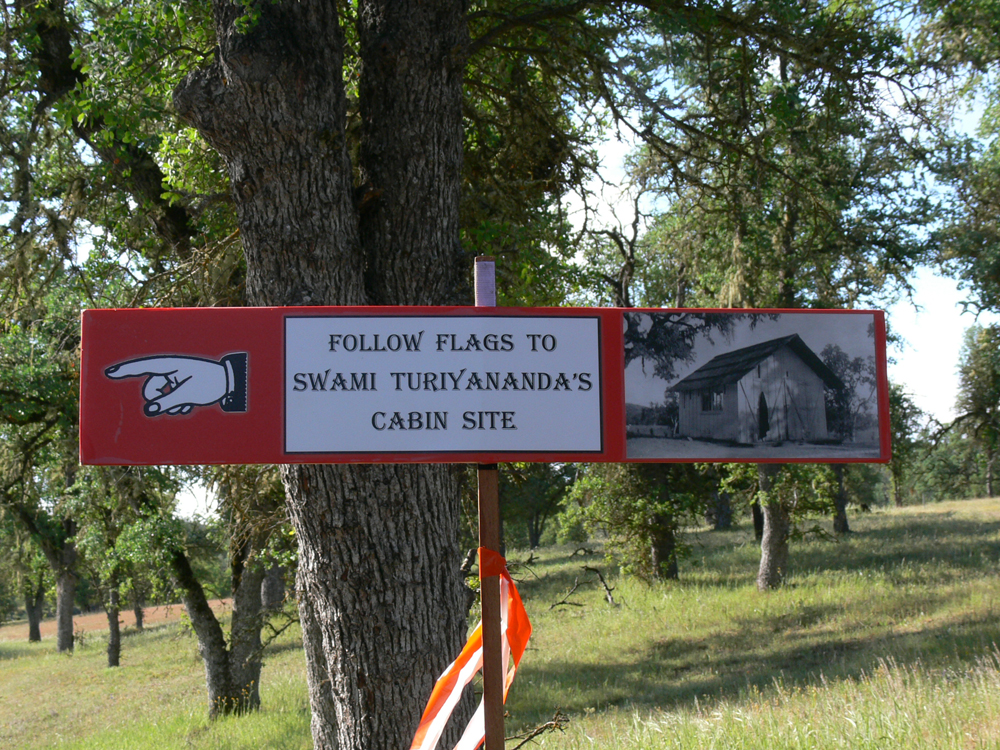 FOLLOW FLAGS TO
SWAMI TURIYANANDA'S
CABIN SITE